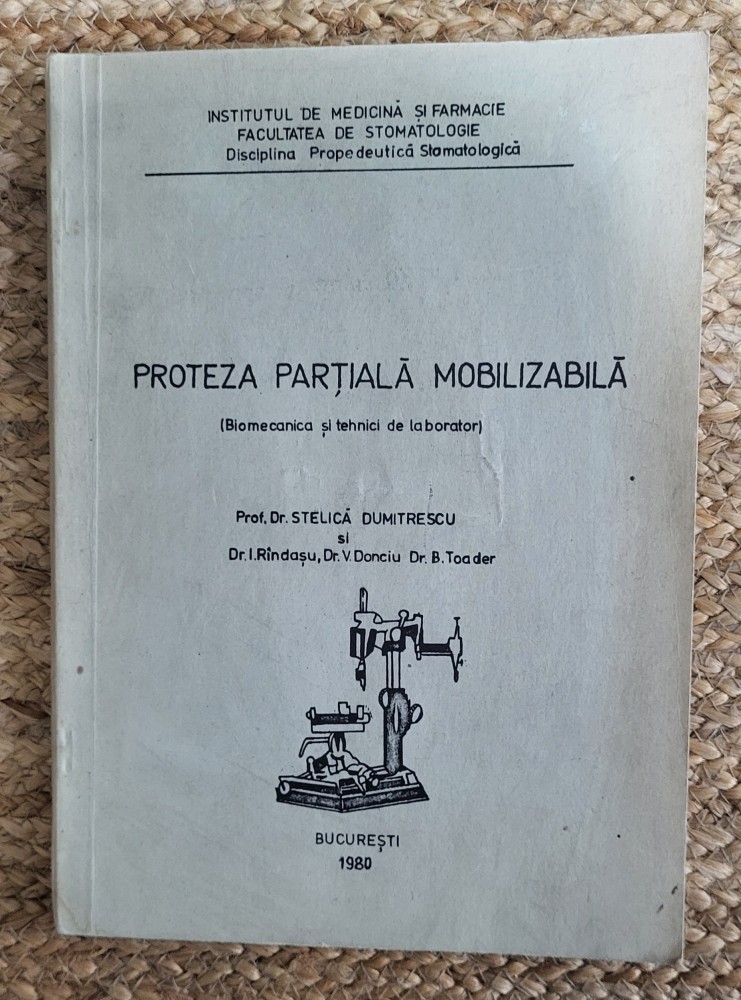 INSTITUTUL DE MEDICINĂ ȘI FARMACIE
FACULTATEA DE STOMATOLOGIE
Disciplina Propedeutică Stomatologică
PROTEZA PARȚIALĂ MOBILIZABILĂ
(Biomecanica și tehnici de laborator)
Prof. Dr. STELICĂ DUMITRESCU
si
Dr. I. Rîndașu, Dr. V. Donciu Dr. B. Toader
BUCUREȘTI
1980